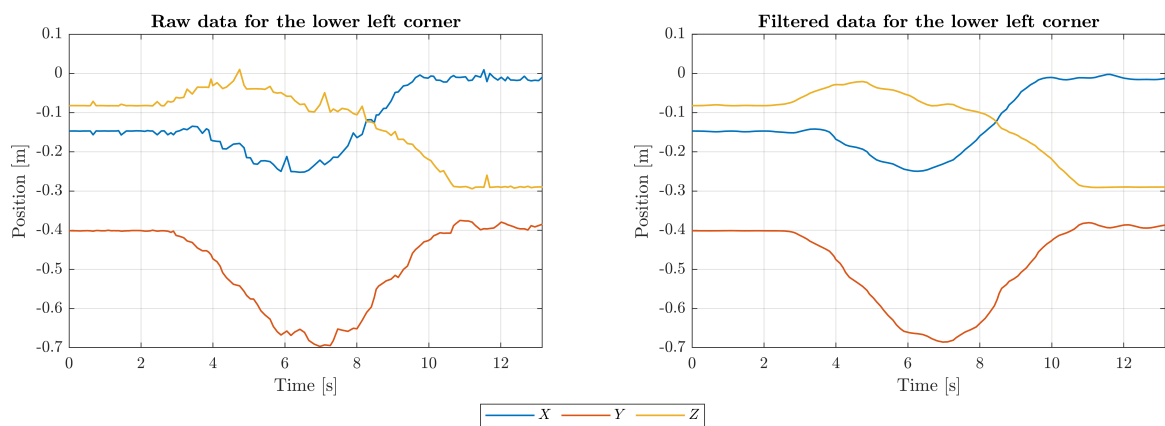 Raw data for the lower left corner
0.1
0
-0.1
-0.2
-0.3
-0.4
-0.5
-0.6
-0.7
Position [m]
0 2 4 6 8 10 12
Time [s]
Filtered data for the lower left corner
0.1
0
-0.1
-0.2
-0.3
-0.4
-0.5
-0.6
-0.7
Position [m]
0 2 4 6 8 10 12
Time [s]
X Y Z